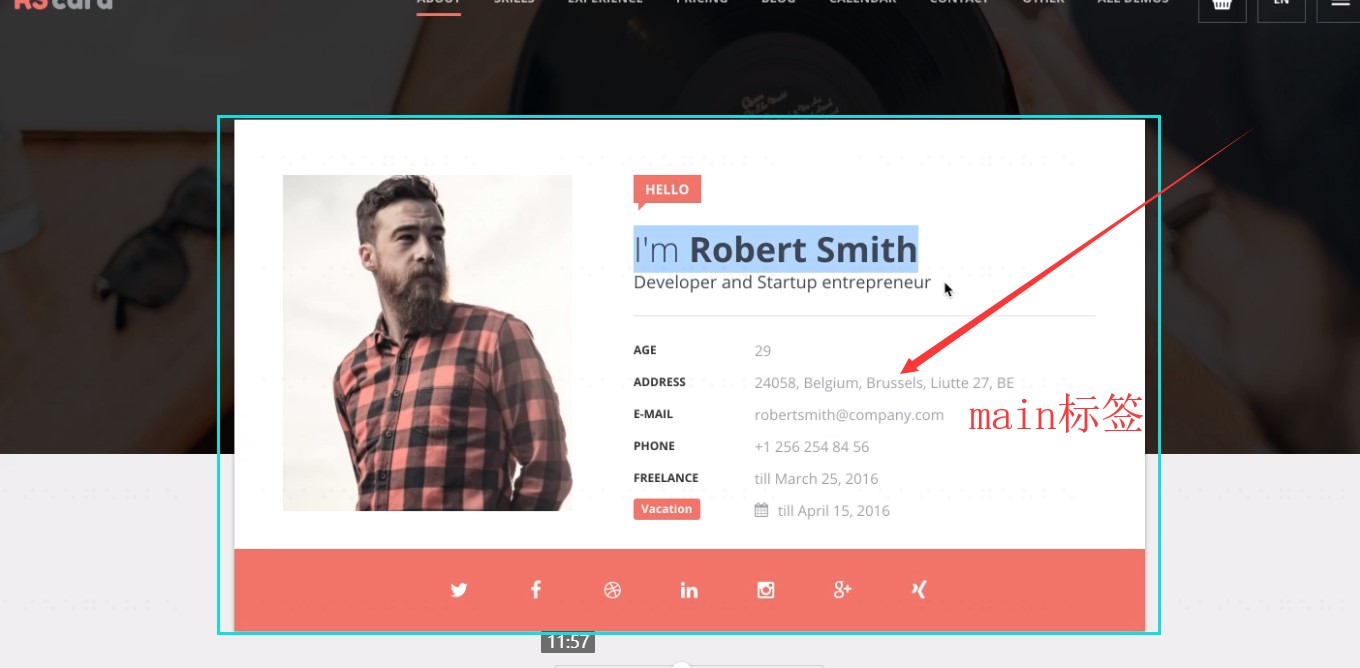 RScard ABOUT SKILLS EXPERIENCE PRICING BLOG CALENDAR CONTACT OTHER ALL DEMOS EN
HELLO
I'm Robert Smith
Developer and Startup entrepreneur
AGE 29
ADDRESS 24058, Belgium, Brussels, Liutte 27, BE
E-MAIL robertsmith@company.com
main标签
PHONE +1 256 254 84 56
FREELANCE till March 25, 2016
Vacation till April 15, 2016
11:57